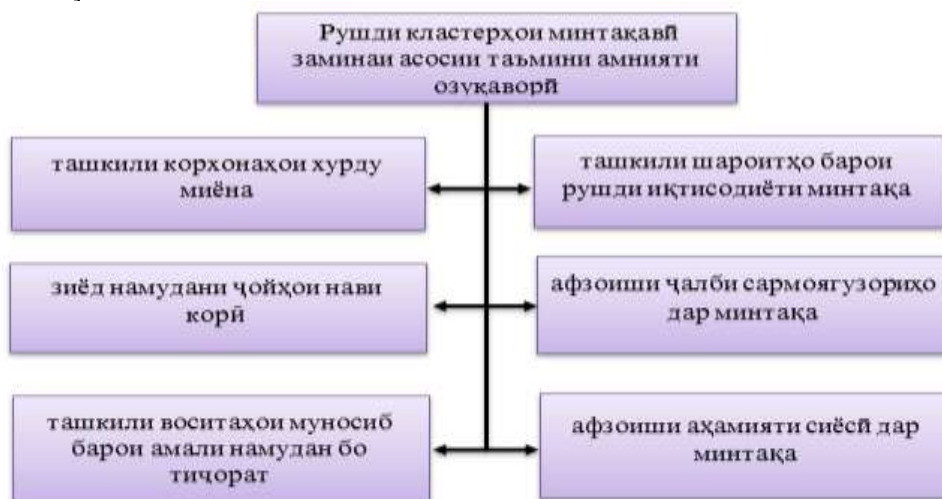 Рушди кластерҳои минтақавӣ
заминаи асосии таъмини амнияти
озуқаворӣ
ташкили корхонаҳои хурду
миёна
ташкили шароитҳо барои
рушди иқтисодиёти минтақа
зиёд намудани ҷойҳои нави
корӣ
афзоиши ҷалби сармоягузориҳо
дар минтақа
ташкили воситаҳои муносиб
барои амали намудан бо
тиҷорат
афзоиши аҳамияти сиёсӣ дар
минтақа